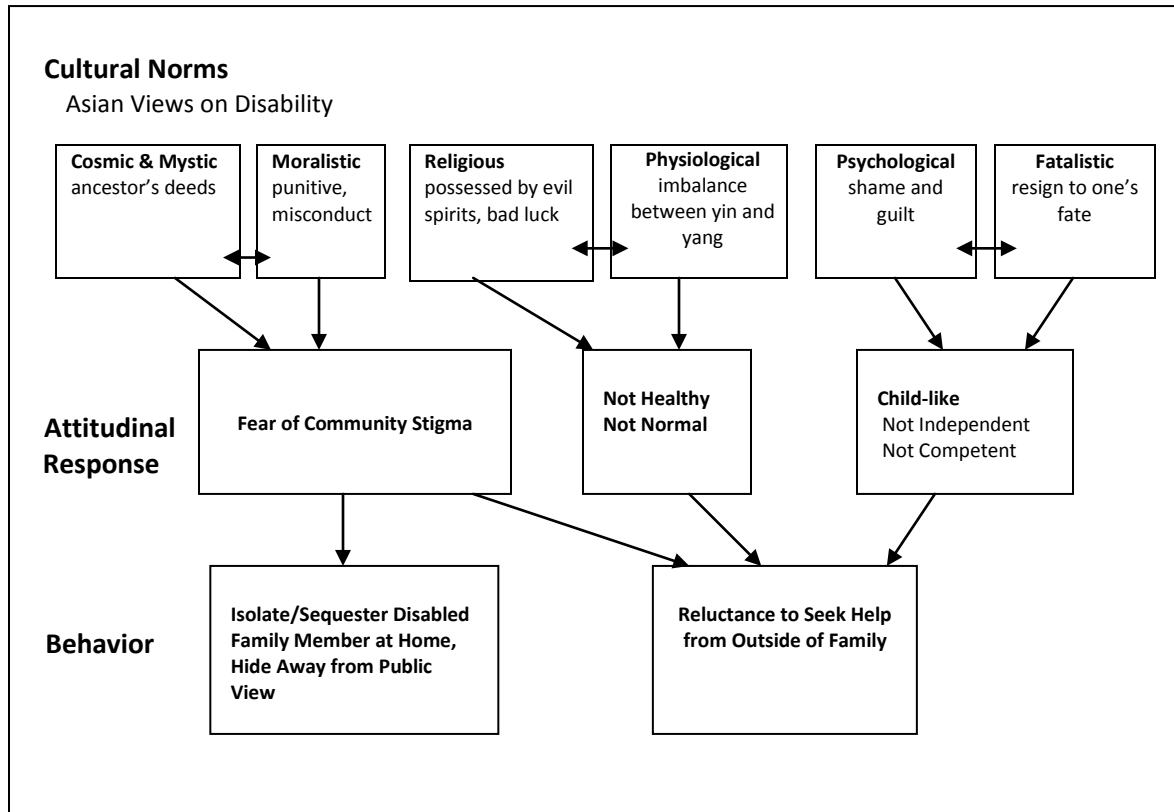 Cultural Norms
Asian Views on Disability
Cosmic & Mystic
ancestor’s deeds
Moralistic
punitive,
misconduct
Religious
possessed by evil
spirits, bad luck
Physiological
imbalance
between yin and
yang
Psychological
shame and
guilt
Fatalistic
resign to one’s
fate
Attitudinal
Response
Fear of Community Stigma
Not Healthy
Not Normal
Child-like
Not Independent
Not Competent
Behavior
Isolate/Sequester Disabled
Family Member at Home,
Hide Away from Public
View
Reluctance to Seek Help
from Outside of Family